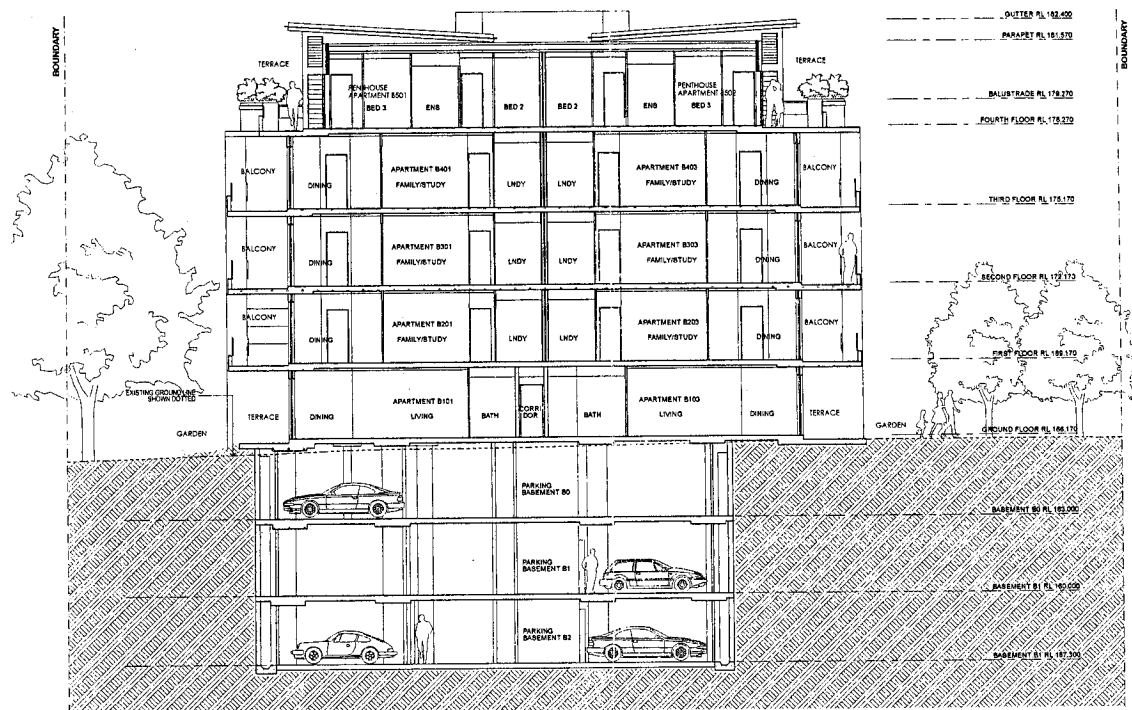 GUTTER RL 182.400
PARAPET RL 181.570
BOUNDARY
BOUNDARY
TERRACE
TERRACE
PENTHOUSE
APARTMENT B501
BED 3
ENS
BED 2
BED 2
ENS
PENTHOUSE
APARTMENT B502
BED 3
BALUSTRADE RL 179.270
FOURTH FLOOR RL 178.270
BALCONY
DINING
APARTMENT B401
FAMILY/STUDY
LNDY
LNDY
APARTMENT B403
FAMILY/STUDY
DINING
BALCONY
THIRD FLOOR RL 175.170
BALCONY
DINING
APARTMENT B301
FAMILY/STUDY
LNDY
LNDY
APARTMENT B303
FAMILY/STUDY
DINING
BALCONY
SECOND FLOOR RL 172.173
BALCONY
DINING
APARTMENT B201
FAMILY/STUDY
LNDY
LNDY
APARTMENT B203
FAMILY/STUDY
DINING
BALCONY
FIRST FLOOR RL 169.170
EXISTING GROUND LINE
SHOWN DOTTED
GARDEN
TERRACE
DINING
APARTMENT B101
LIVING
BATH
CORRI
DOR
BATH
APARTMENT B103
LIVING
DINING
TERRACE
GARDEN
GROUND FLOOR RL 166.170
PARKING
BASEMENT B0
BASEMENT B0 RL 163.000
PARKING
BASEMENT B1
BASEMENT B1 RL 160.000
PARKING
BASEMENT B2
BASEMENT B1 RL 157.300